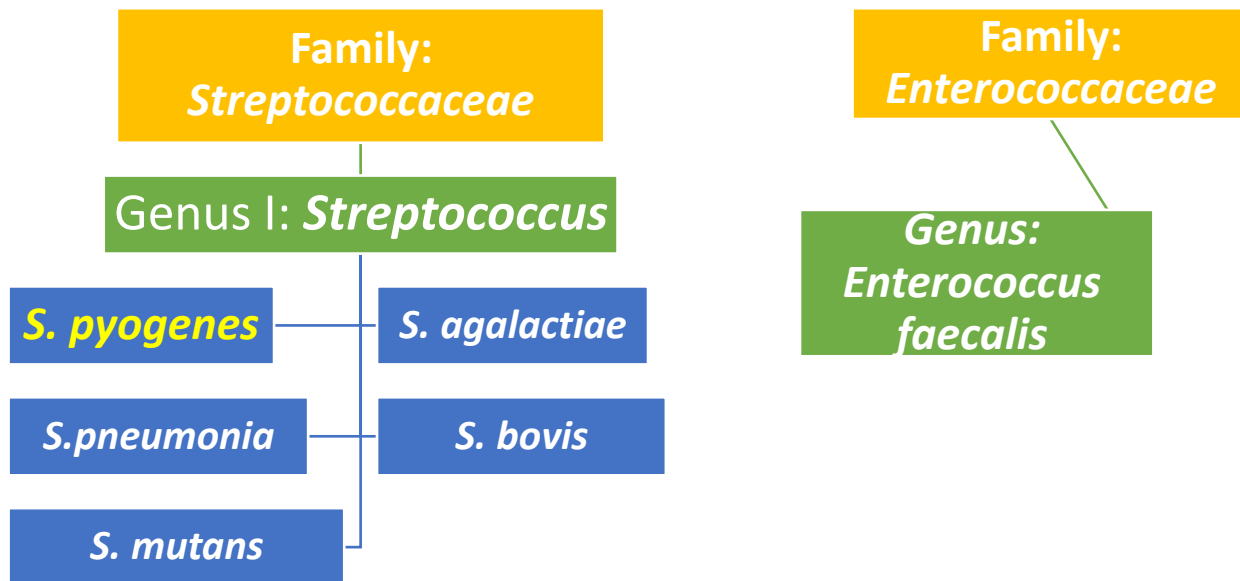 Family:
Streptococcaceae
Genus I: Streptococcus
S. pyogenes
S. agalactiae
S.pneumonia
S. bovis
S. mutans
Family:
Enterococcaceae
Genus:
Enterococcus
faecalis